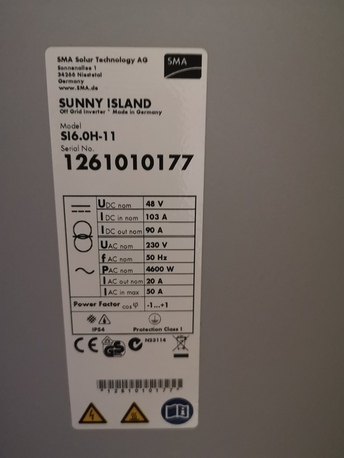 SMA Solar Technology AG
Sonnenallee 1
34266 Niestetal
Germany
www.SMA.de
SMA
SUNNY ISLAND
Off Grid Inverter * Made in Germany
Model
SI6.0H-11
Serial No.
1261010177
UDC nom 48 V
IDC in nom 103 A
IDC out nom 90 A
UAC nom 230 V
fAC nom 50 Hz
PAC nom 4600 W
IAC out nom 20 A
IAC in max 50 A
Power Factor cos φ -1...+1
IP54 Protection Class I
CE N23114
*1261010177*